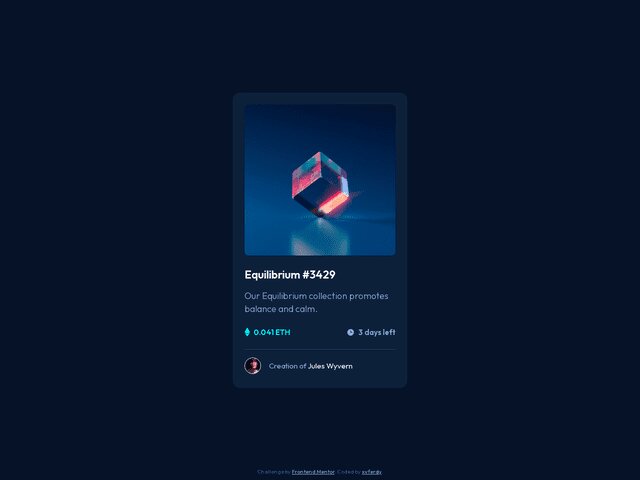 Equilibrium #3429
Our Equilibrium collection promotes
balance and calm.
0.041 ETH
3 days left
Creation of Jules Wyvern
Challenge by Frontend Mentor. Coded by